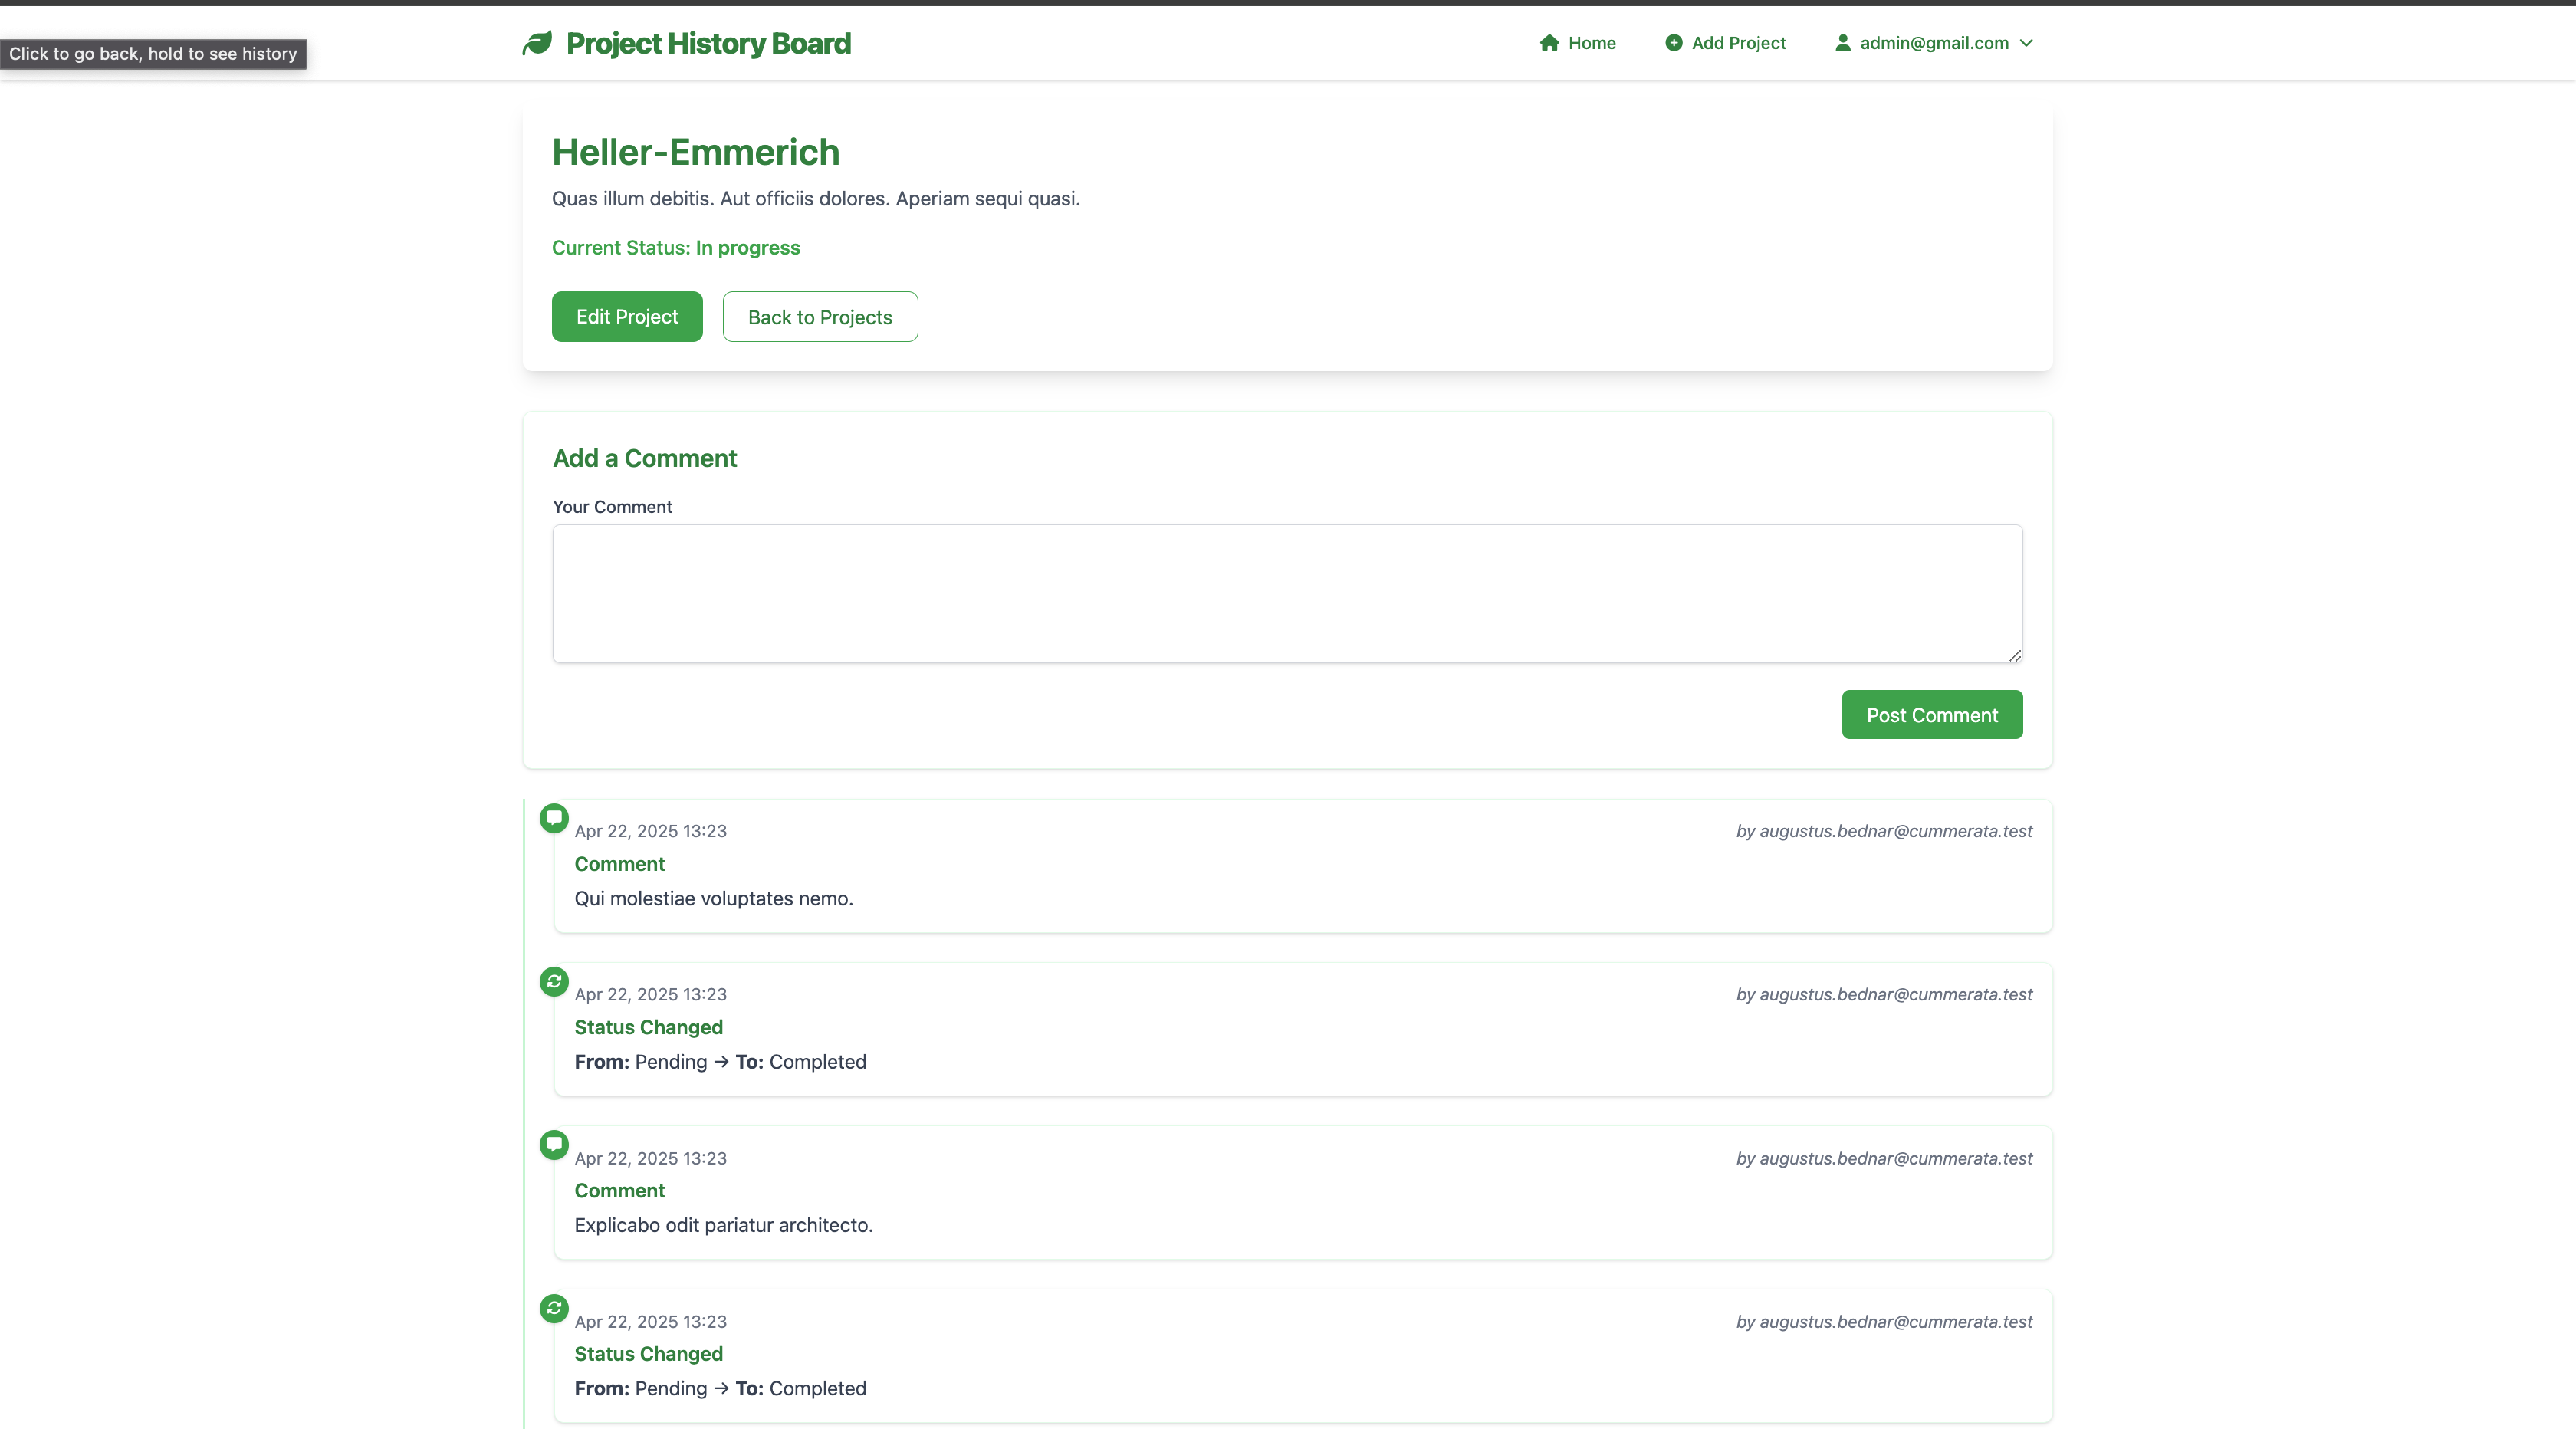 Click to go back, hold to see history
Project History Board
Home
Add Project
admin@gmail.com
Heller-Emmerich
Quas illum debitis. Aut officiis dolores. Aperiam sequi quasi.
Current Status: In progress
Edit Project
Back to Projects
Add a Comment
Your Comment
Post Comment
Apr 22, 2025 13:23
by augustus.bednar@cummerata.test
Comment
Qui molestiae voluptates nemo.
Apr 22, 2025 13:23
by augustus.bednar@cummerata.test
Status Changed
From: Pending → To: Completed
Apr 22, 2025 13:23
by augustus.bednar@cummerata.test
Comment
Explicabo odit pariatur architecto.
Apr 22, 2025 13:23
by augustus.bednar@cummerata.test
Status Changed
From: Pending → To: Completed